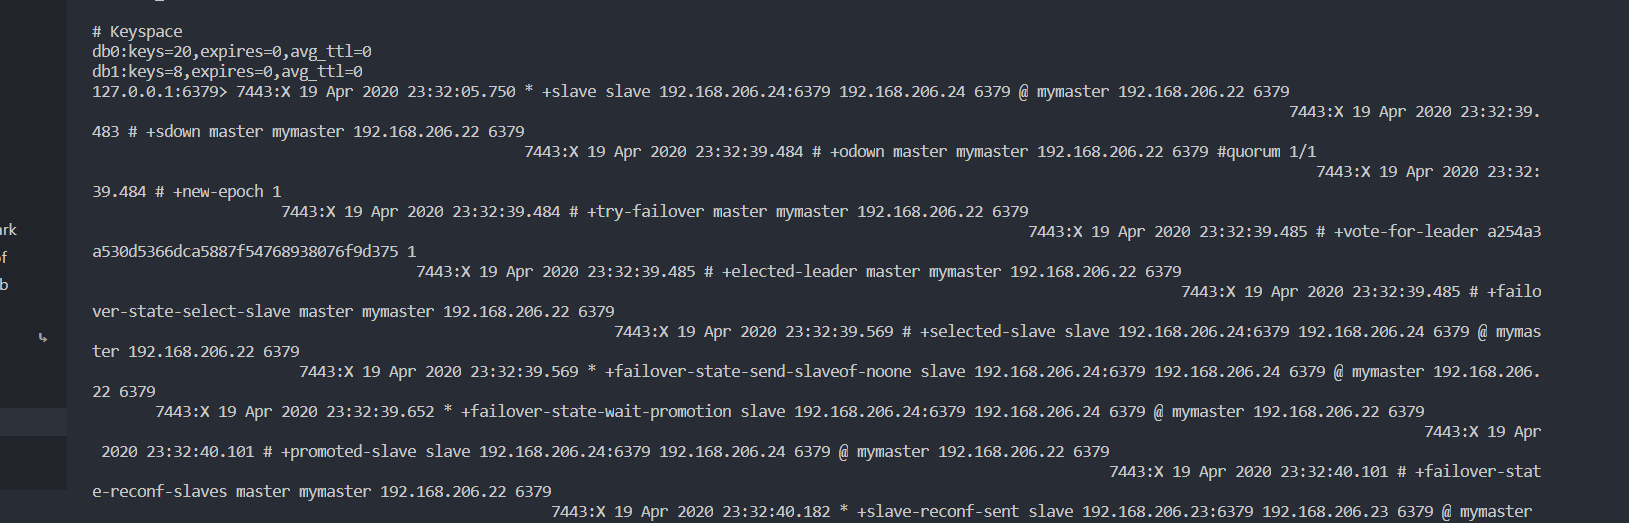 # Keyspace
db0:keys=20,expires=0,avg_ttl=0
db1:keys=8,expires=0,avg_ttl=0
127.0.0.1:6379> 7443:X 19 Apr 2020 23:32:05.750 * +slave slave 192.168.206.24:6379 192.168.206.24 6379 @ mymaster 192.168.206.22 6379
7443:X 19 Apr 2020 23:32:39.
483 # +sdown master mymaster 192.168.206.22 6379
7443:X 19 Apr 2020 23:32:39.484 # +odown master mymaster 192.168.206.22 6379 #quorum 1/1
7443:X 19 Apr 2020 23:32:
39.484 # +new-epoch 1
7443:X 19 Apr 2020 23:32:39.484 # +try-failover master mymaster 192.168.206.22 6379
ark
7443:X 19 Apr 2020 23:32:39.485 # +vote-for-leader a254a3
of
a530d5366dca5887f54768938076f9d375 1
7443:X 19 Apr 2020 23:32:39.485 # +elected-leader master mymaster 192.168.206.22 6379
b
7443:X 19 Apr 2020 23:32:39.485 # +failo
ver-state-select-slave master mymaster 192.168.206.22 6379
7443:X 19 Apr 2020 23:32:39.569 # +selected-slave slave 192.168.206.24:6379 192.168.206.24 6379 @ mymas
ter 192.168.206.22 6379
7443:X 19 Apr 2020 23:32:39.569 * +failover-state-send-slaveof-noone slave 192.168.206.24:6379 192.168.206.24 6379 @ mymaster 192.168.206.
22 6379
7443:X 19 Apr 2020 23:32:39.652 * +failover-state-wait-promotion slave 192.168.206.24:6379 192.168.206.24 6379 @ mymaster 192.168.206.22 6379
7443:X 19 Apr
2020 23:32:40.101 # +promoted-slave slave 192.168.206.24:6379 192.168.206.24 6379 @ mymaster 192.168.206.22 6379
7443:X 19 Apr 2020 23:32:40.101 # +failover-stat
e-reconf-slaves master mymaster 192.168.206.22 6379
7443:X 19 Apr 2020 23:32:40.182 * +slave-reconf-sent slave 192.168.206.23:6379 192.168.206.23 6379 @ mymaster